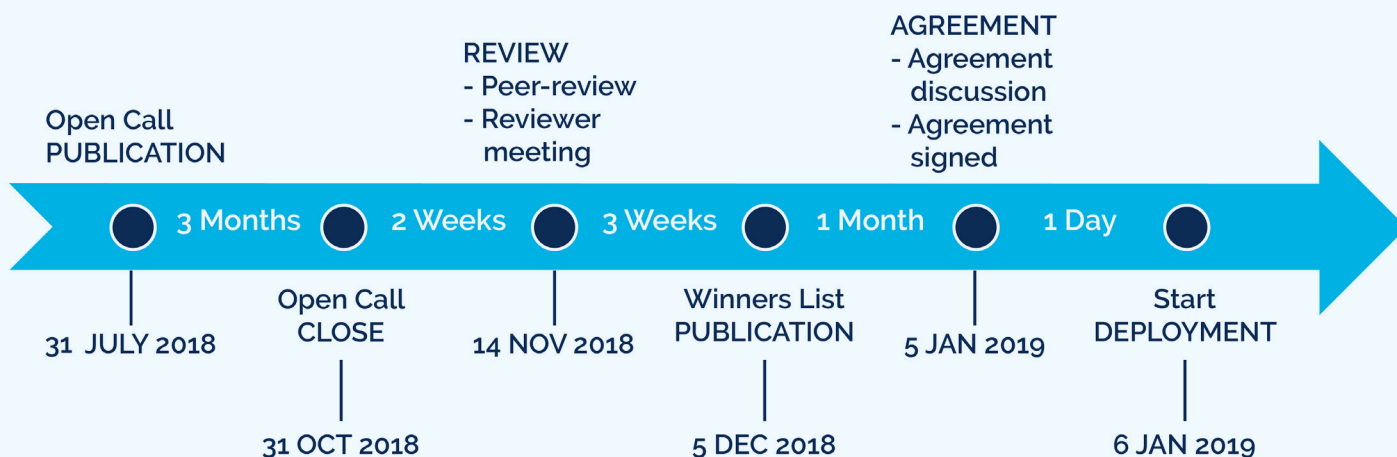 Open Call
PUBLICATION
REVIEW
- Peer-review
- Reviewer
meeting
AGREEMENT
- Agreement
discussion
- Agreement
signed
3 Months
2 Weeks
3 Weeks
1 Month
1 Day
31 JULY 2018
Open Call
CLOSE
31 OCT 2018
14 NOV 2018
Winners List
PUBLICATION
5 DEC 2018
5 JAN 2019
Start
DEPLOYMENT
6 JAN 2019